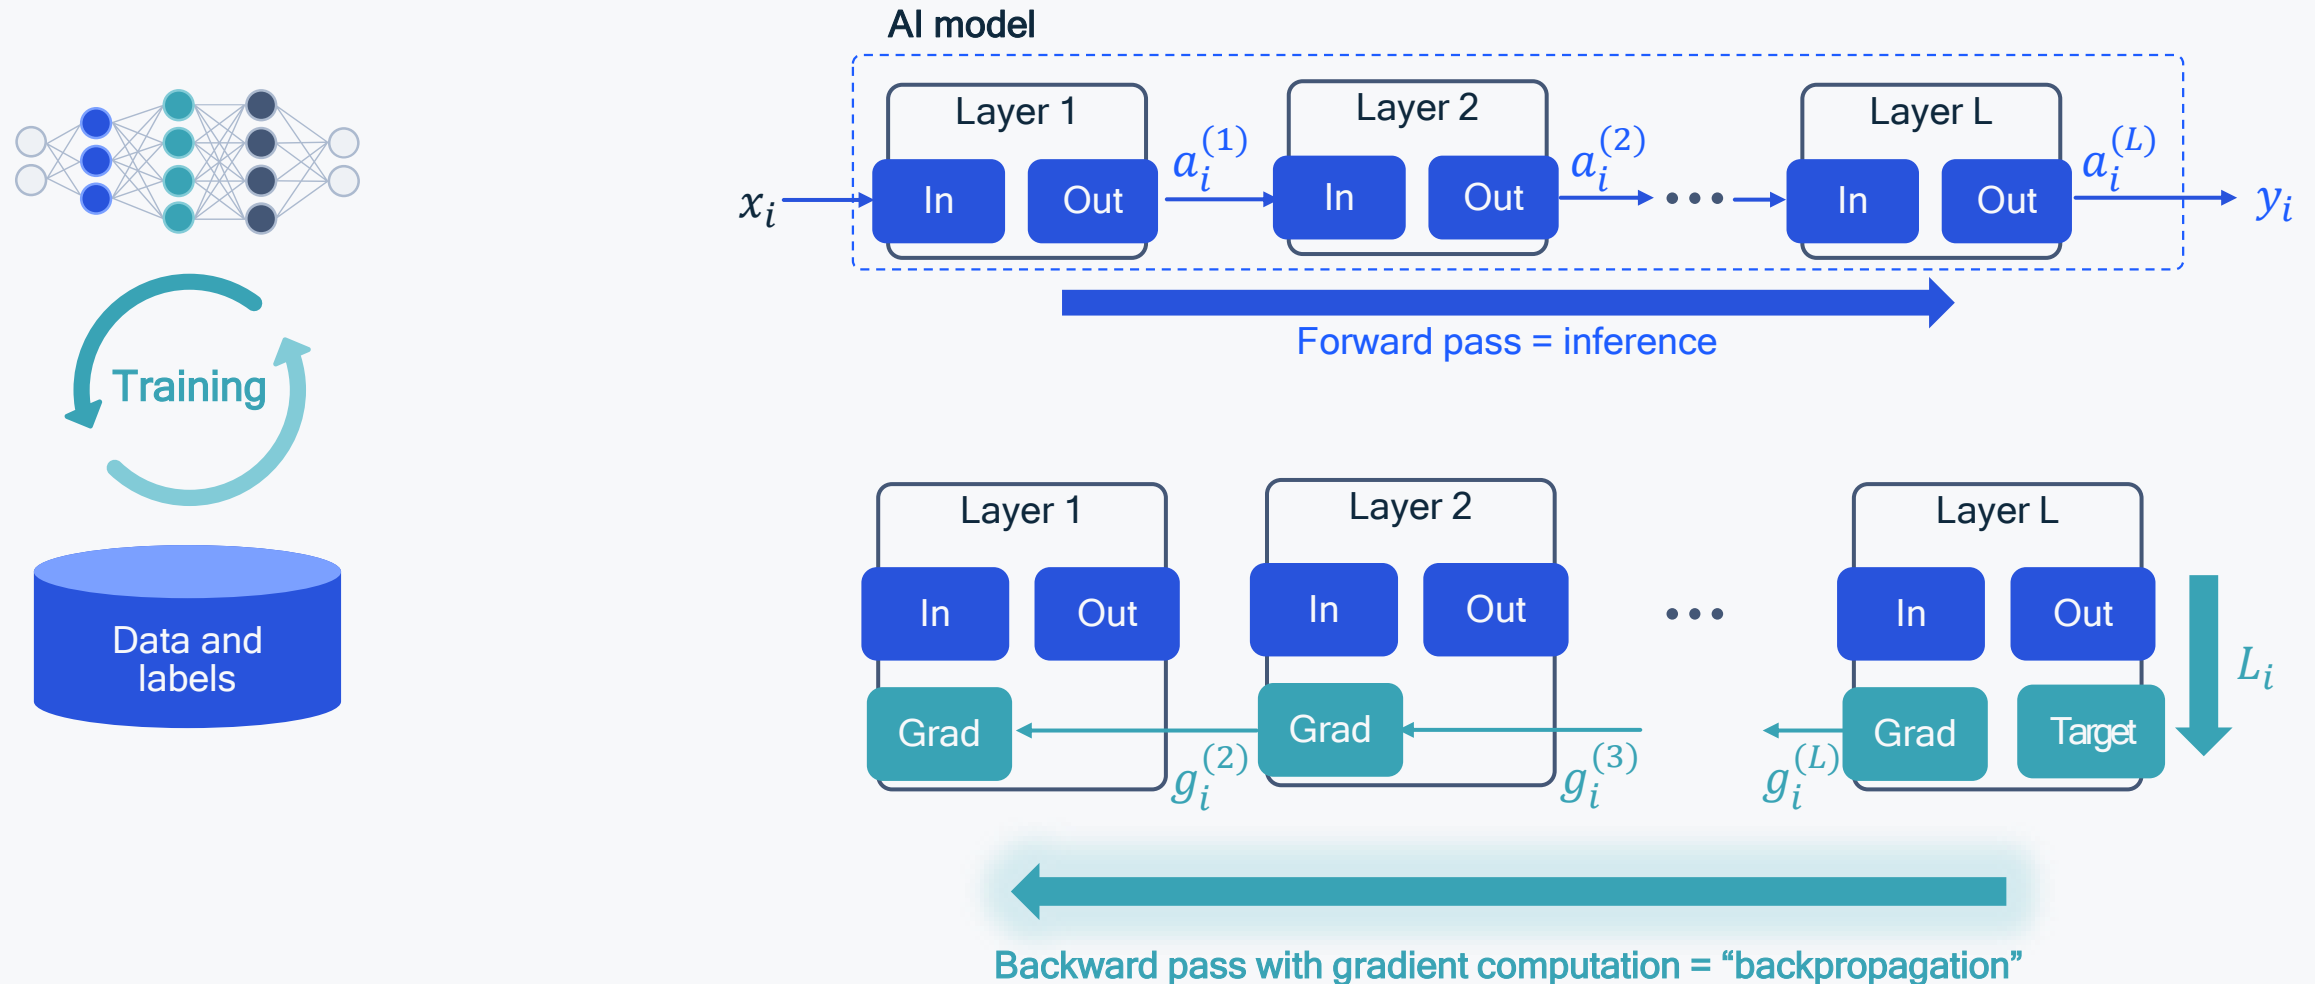 AI model
Layer 1
Layer 2
Layer L
x_i
In
Out
a_i^(1)
In
Out
a_i^(2)
•••
In
Out
a_i^(L)
y_i
Forward pass = inference
Training
Data and
labels
Layer 1
Layer 2
Layer L
In
Out
In
Out
•••
In
Out
L_i
Grad
g_i^(2)
Grad
g_i^(3)
g_i^(L)
Grad
Target
Backward pass with gradient computation = “backpropagation”